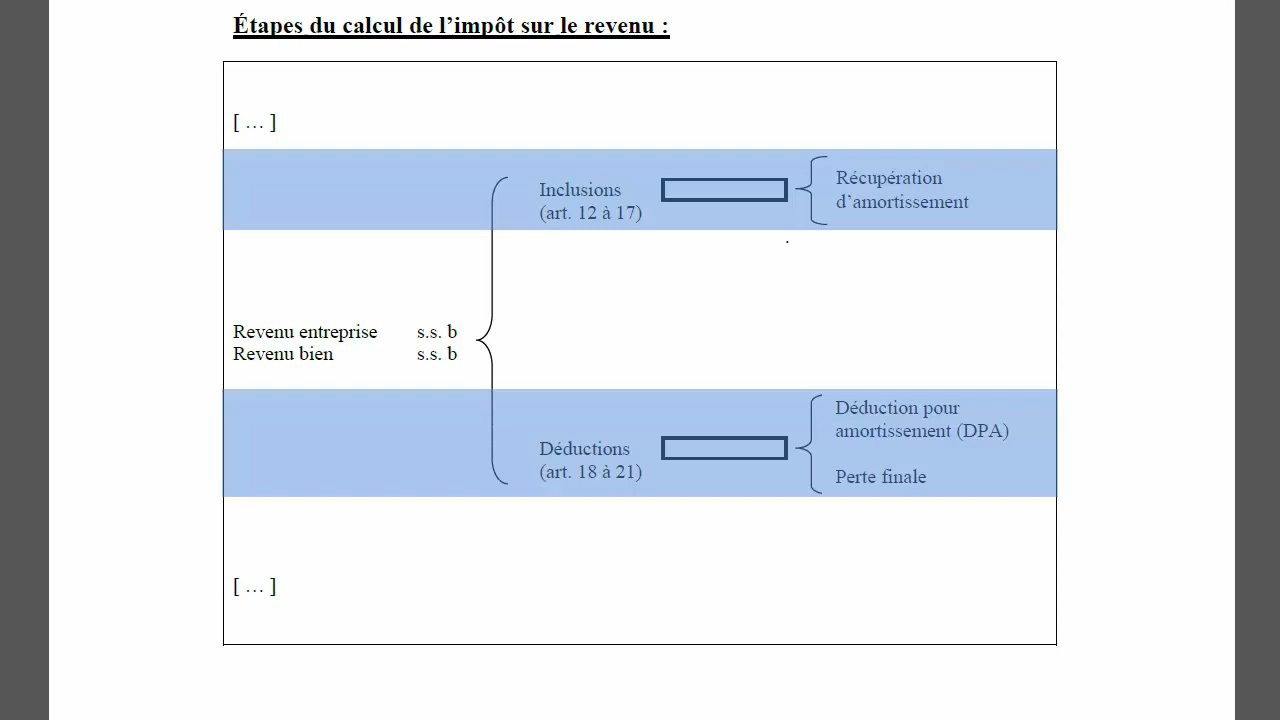 Étapes du calcul de l’impôt sur le revenu :
[ … ]
Inclusions
(art. 12 à 17)
Récupération
d’amortissement
Revenu entreprise s.s. b
Revenu bien s.s. b
Déductions
(art. 18 à 21)
Déduction pour
amortissement (DPA)
Perte finale
[ … ]